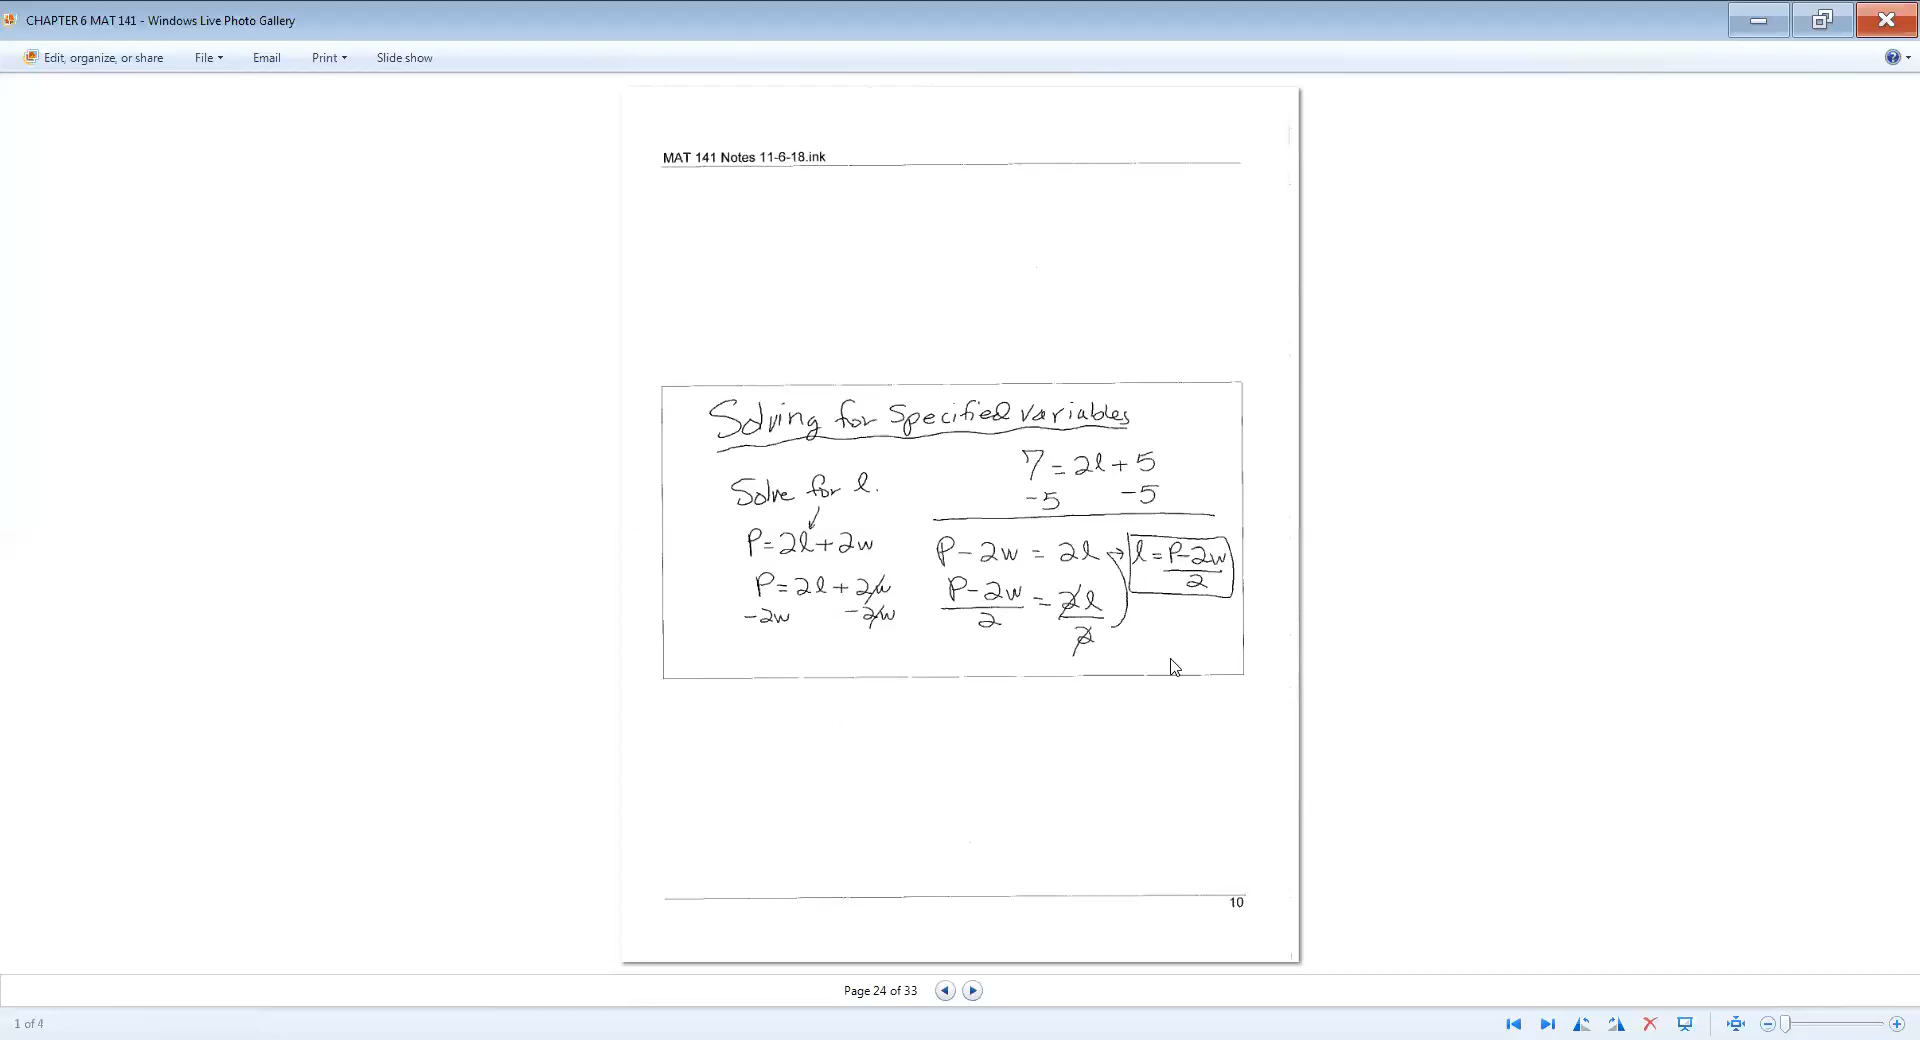 CHAPTER 6 MAT 141 - Windows Live Photo Gallery
Edit, organize, or share File Email Print Slide show
MAT 141 Notes 11-6-18.ink
Solving for Specified variables
7 = 2l + 5
-5 -5
Solve for l.
P = 2l + 2w
P = 2l + 2w
-2w -2w
P - 2w = 2l → l = P-2w / 2
P - 2w / 2 = 2l / 2
10
Page 24 of 33
1 of 4